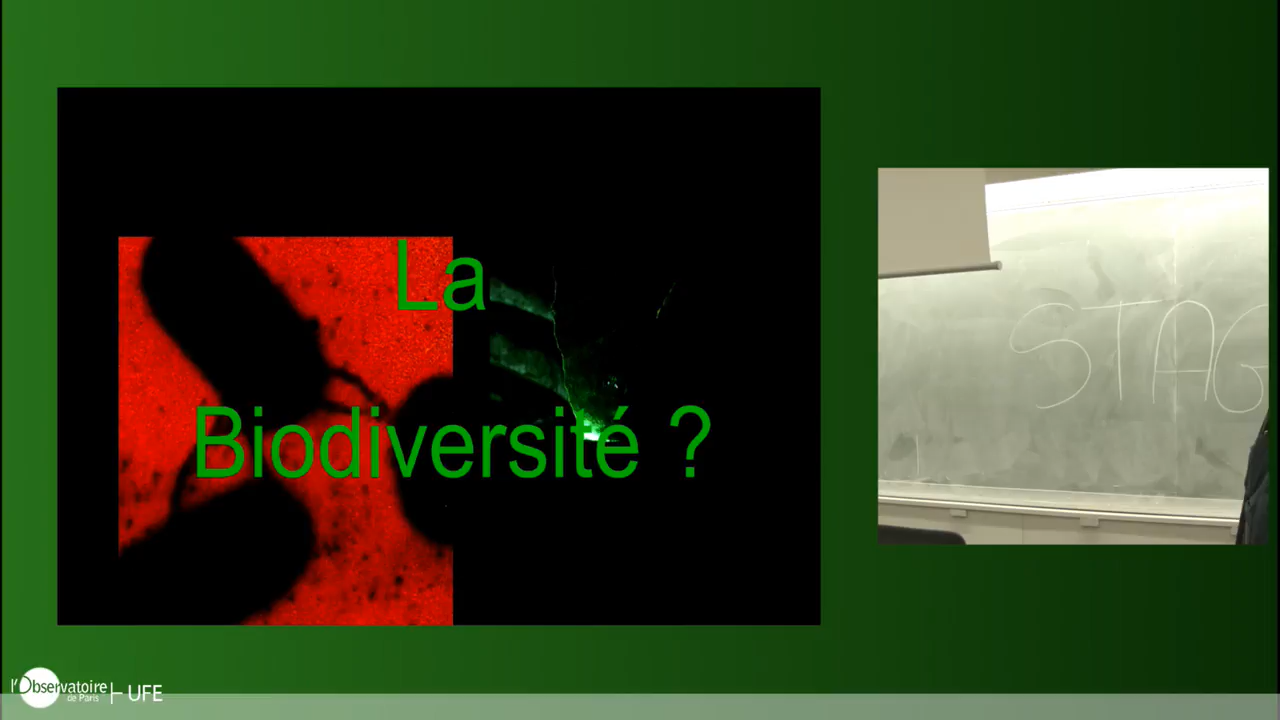 La
Biodiversité ?
STAG
l'Observatoire
de Paris
UFE